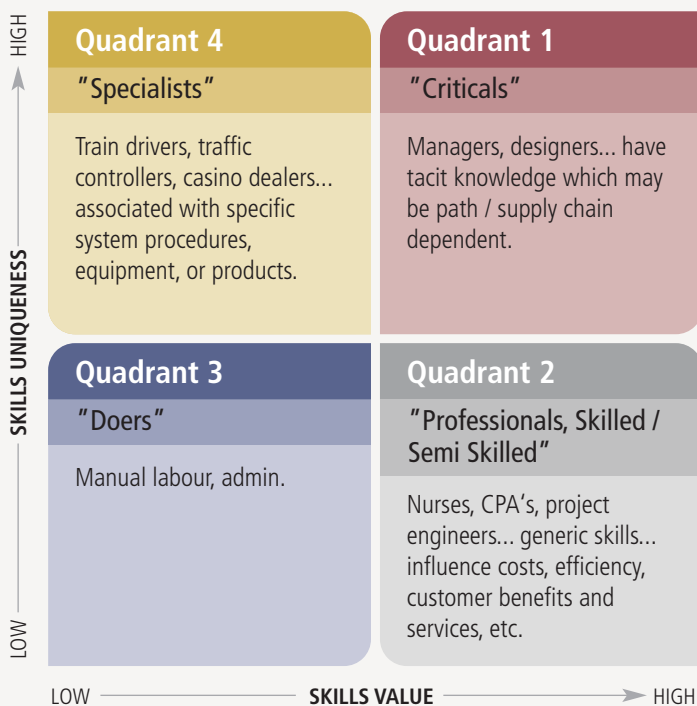 HIGH
SKILLS UNIQUENESS
LOW
Quadrant 4
"Specialists"
Train drivers, traffic
controllers, casino dealers...
associated with specific
system procedures,
equipment, or products.
Quadrant 1
"Criticals"
Managers, designers... have
tacit knowledge which may
be path / supply chain
dependent.
Quadrant 3
"Doers"
Manual labour, admin.
Quadrant 2
"Professionals, Skilled /
Semi Skilled"
Nurses, CPA‘s, project
engineers... generic skills...
influence costs, efficiency,
customer benefits and
services, etc.
LOW SKILLS VALUE HIGH